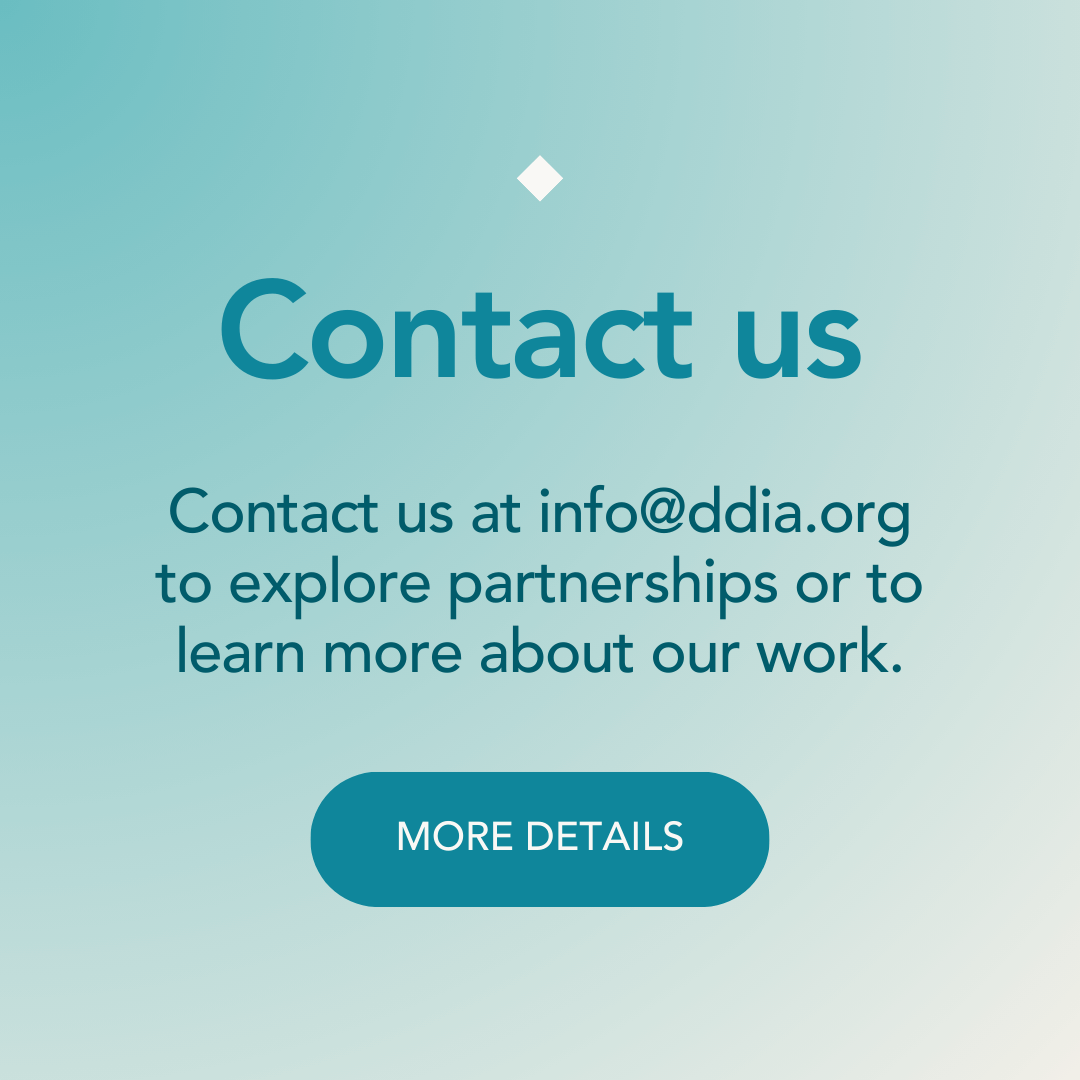 Contact us
Contact us at info@ddia.org
to explore partnerships or to
learn more about our work.
MORE DETAILS